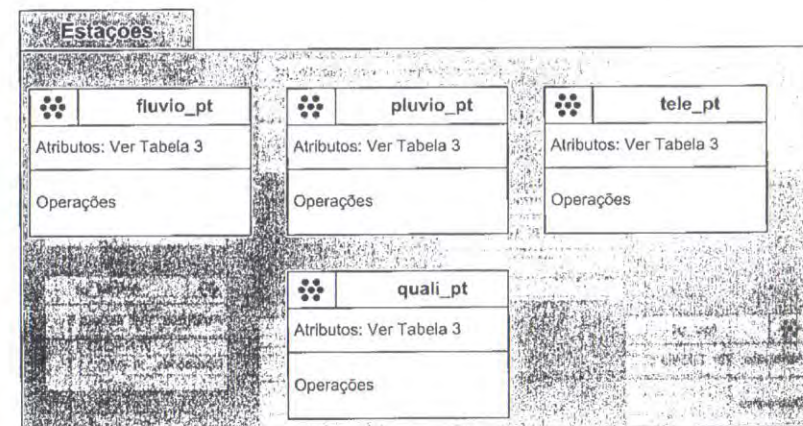 Estações
fluvio_pt
Atributos: Ver Tabela 3
Operações
pluvio_pt
Atributos: Ver Tabela 3
Operações
tele_pt
Atributos: Ver Tabela 3
Operações
quali_pt
Atributos: Ver Tabela 3
Operações